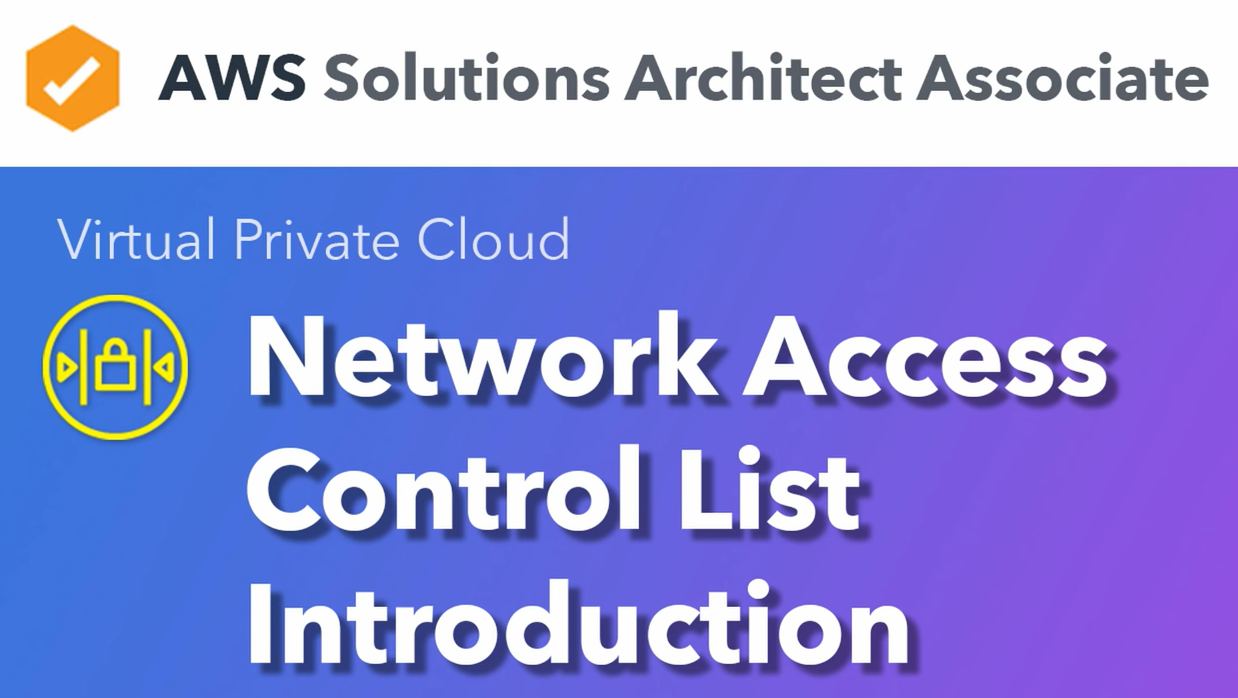 AWS Solutions Architect Associate
Virtual Private Cloud
Network Access
Control List
Introduction